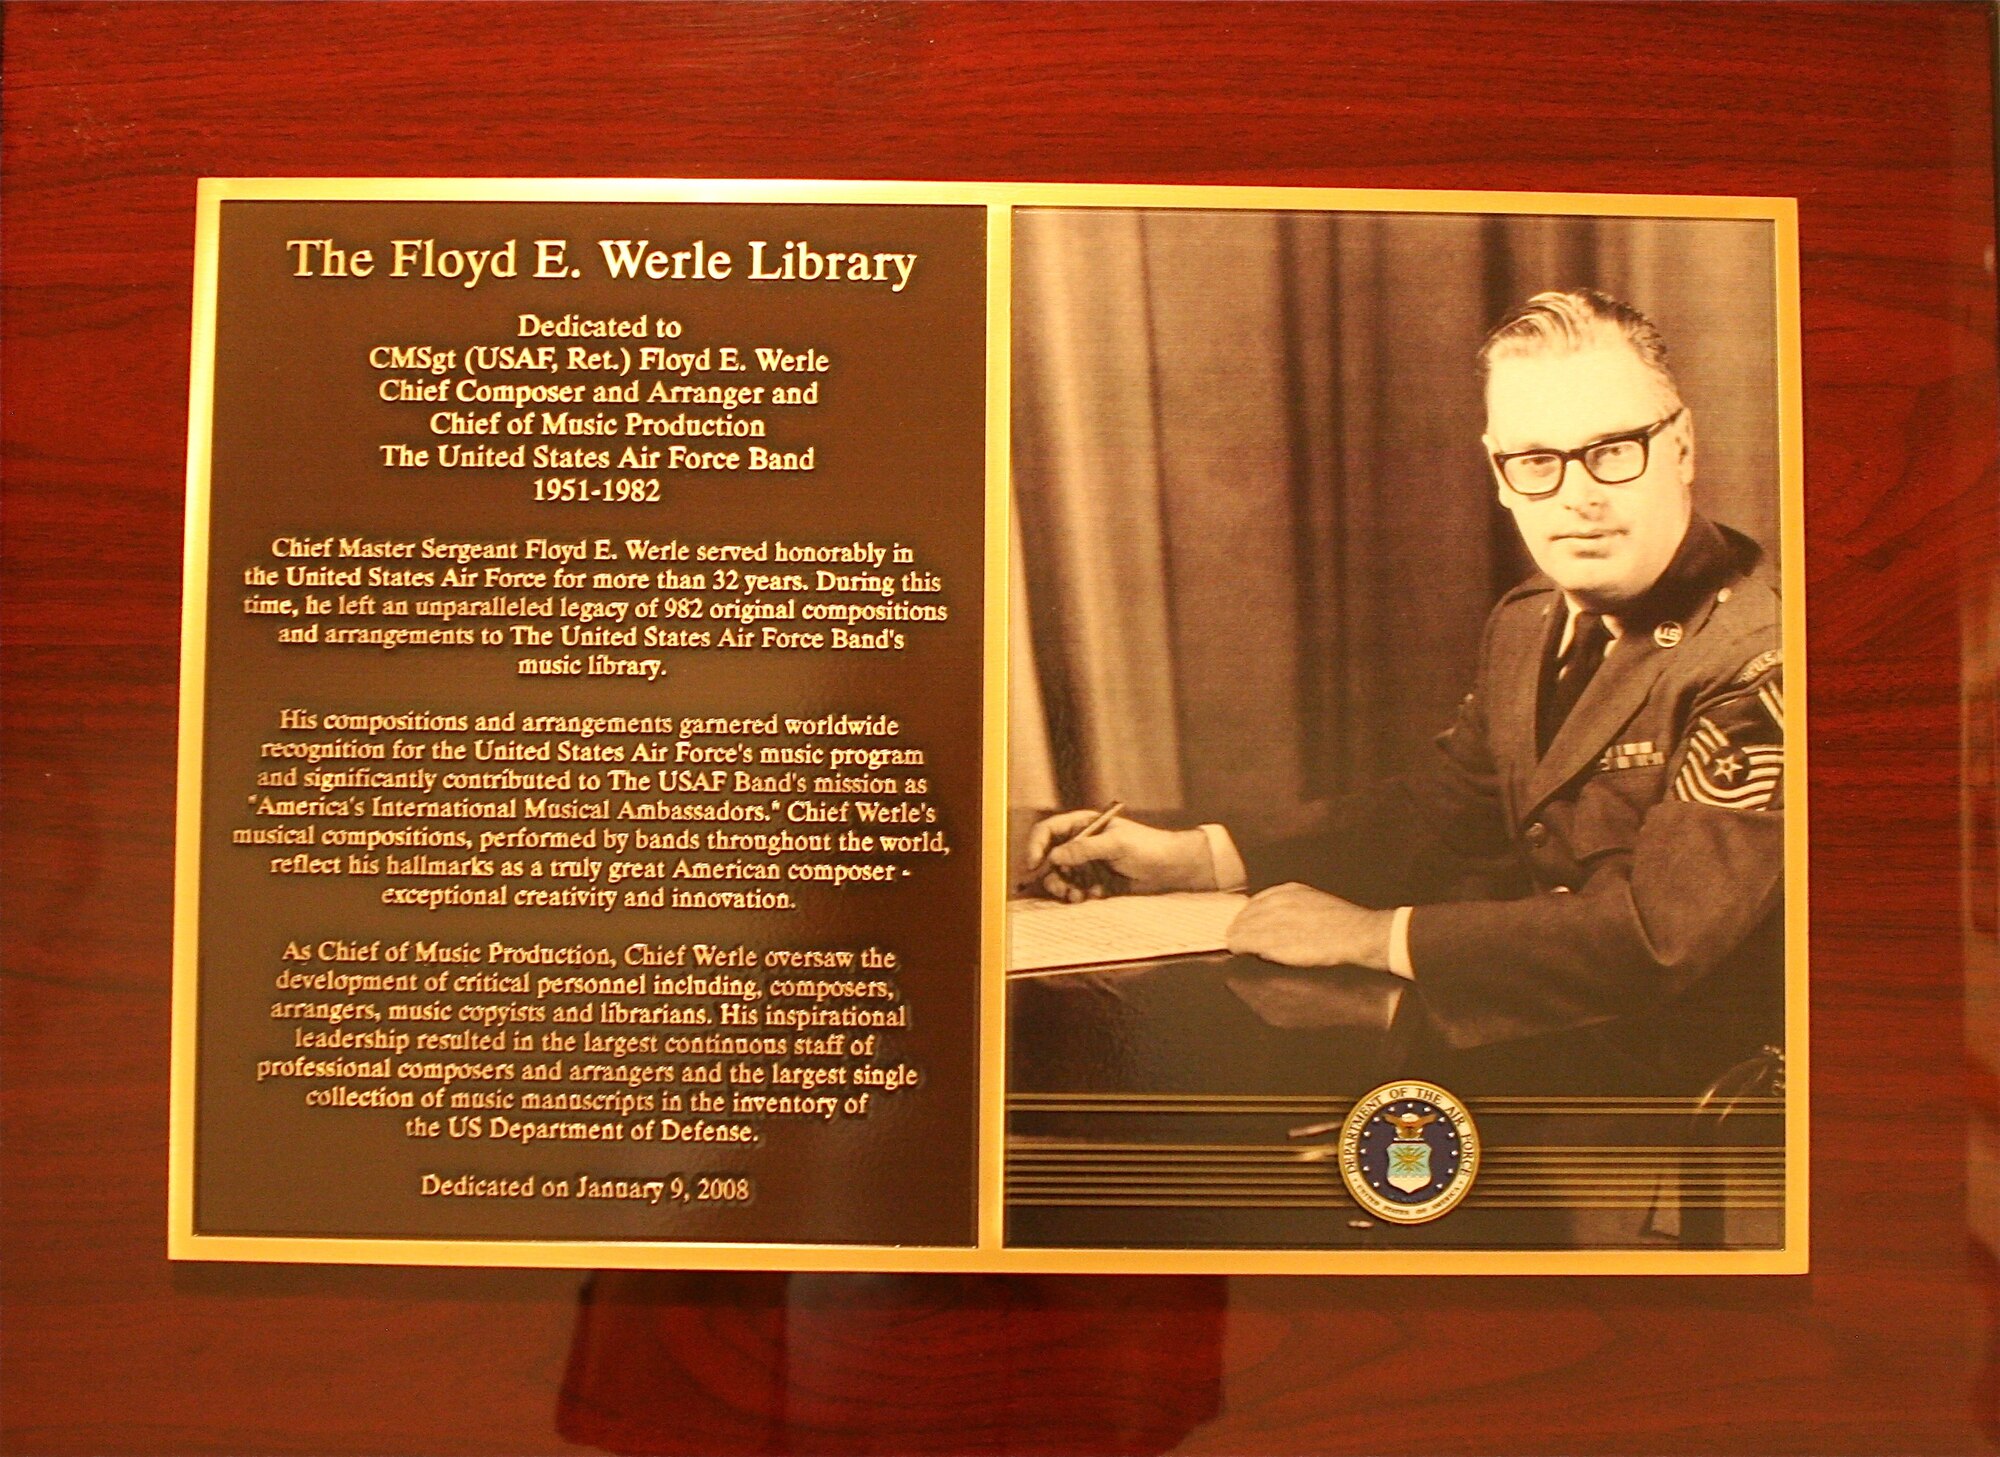 The Floyd E. Werle Library
Dedicated to
CMSgt (USAF, Ret.) Floyd E. Werle
Chief Composer and Arranger and
Chief of Music Production
The United States Air Force Band
1951-1982
Chief Master Sergeant Floyd E. Werle served honorably in
the United States Air Force for more than 32 years. During this
time, he left an unparalleled legacy of 982 original compositions
and arrangements to The United States Air Force Band's
music library.
His compositions and arrangements garnered worldwide
recognition for the United States Air Force's music program
and significantly contributed to The USAF Band's mission as
"America's International Musical Ambassadors." Chief Werle's
musical compositions, performed by bands throughout the world,
reflect his hallmarks as a truly great American composer -
exceptional creativity and innovation.
As Chief of Music Production, Chief Werle oversaw the
development of critical personnel including, composers,
arrangers, music copyists and librarians. His inspirational
leadership resulted in the largest continuous staff of
professional composers and arrangers and the largest single
collection of music manuscripts in the inventory of
the US Department of Defense.
Dedicated on January 9, 2008
US
U.S.
DEPARTMENT OF THE AIR FORCE
UNITED STATES OF AMERICA